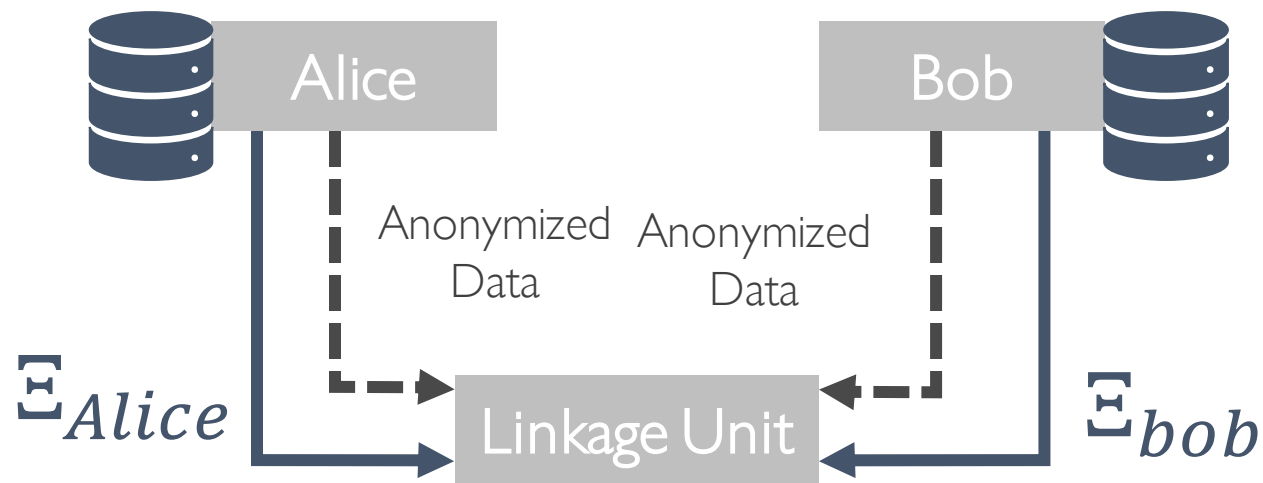 Alice
Bob
Anonymized
Data
Anonymized
Data
Ξ_Alice
Ξ_bob
Linkage Unit